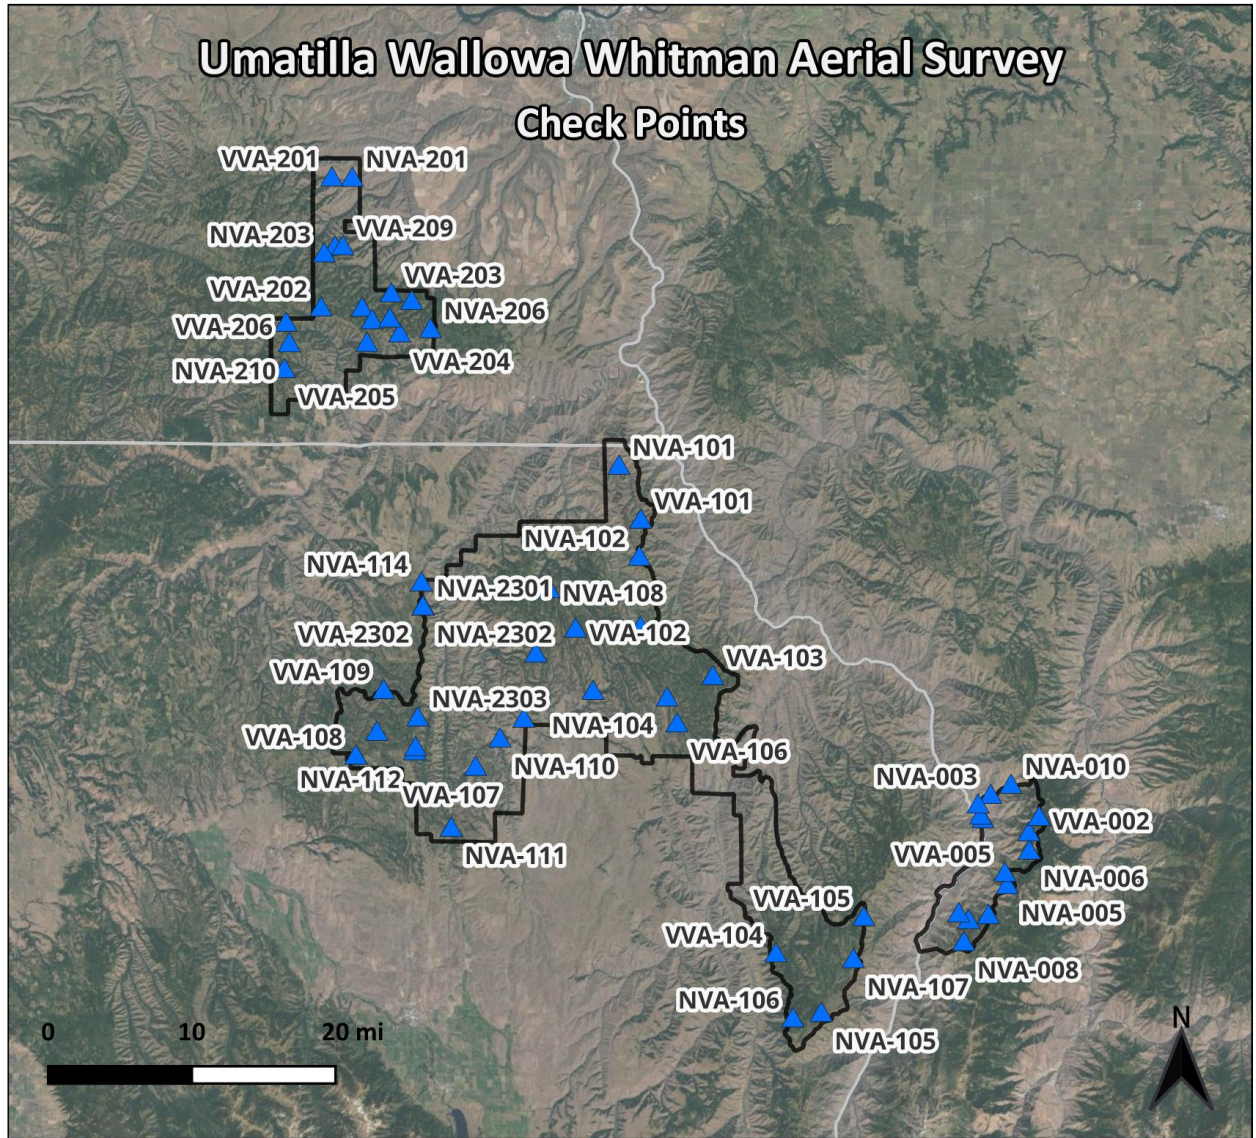 Umatilla Wallowa Whitman Aerial Survey
Check Points
VVA-201 NVA-201
NVA-203 VVA-209
VVA-202 VVA-203
VVA-206 NVA-206
NVA-210 VVA-204
VVA-205
NVA-101
VVA-101
NVA-102
NVA-114
NVA-2301 NVA-108
VVA-2302 NVA-2302 VVA-102
VVA-109 VVA-103
NVA-2303
VVA-108 NVA-104
VVA-106
NVA-112 NVA-110
VVA-107
NVA-111
NVA-003 NVA-010
VVA-002
VVA-005
NVA-006
VVA-105 NVA-005
VVA-104
NVA-008
NVA-106 NVA-107
NVA-105
0 10 20 mi
N